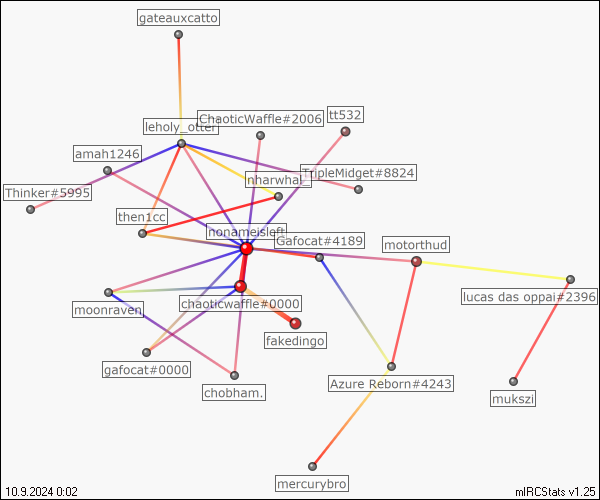 gateauxcatto
ChaoticWaffle#2006
tt532
leholy_otter
amah1246
TripleMidget#8824
nharwhal_
Thinker#5995
then1cc
honameisleft
Gafocat#4189
motorthud
lucas das oppai#2396
moonraven
chaoticwaffle#0000
fakedingo
gafocat#0000
chobham.
Azure Reborn#4243
mukszi
mercurybro
10.9.2024 0:02
mIRCStats v1.25